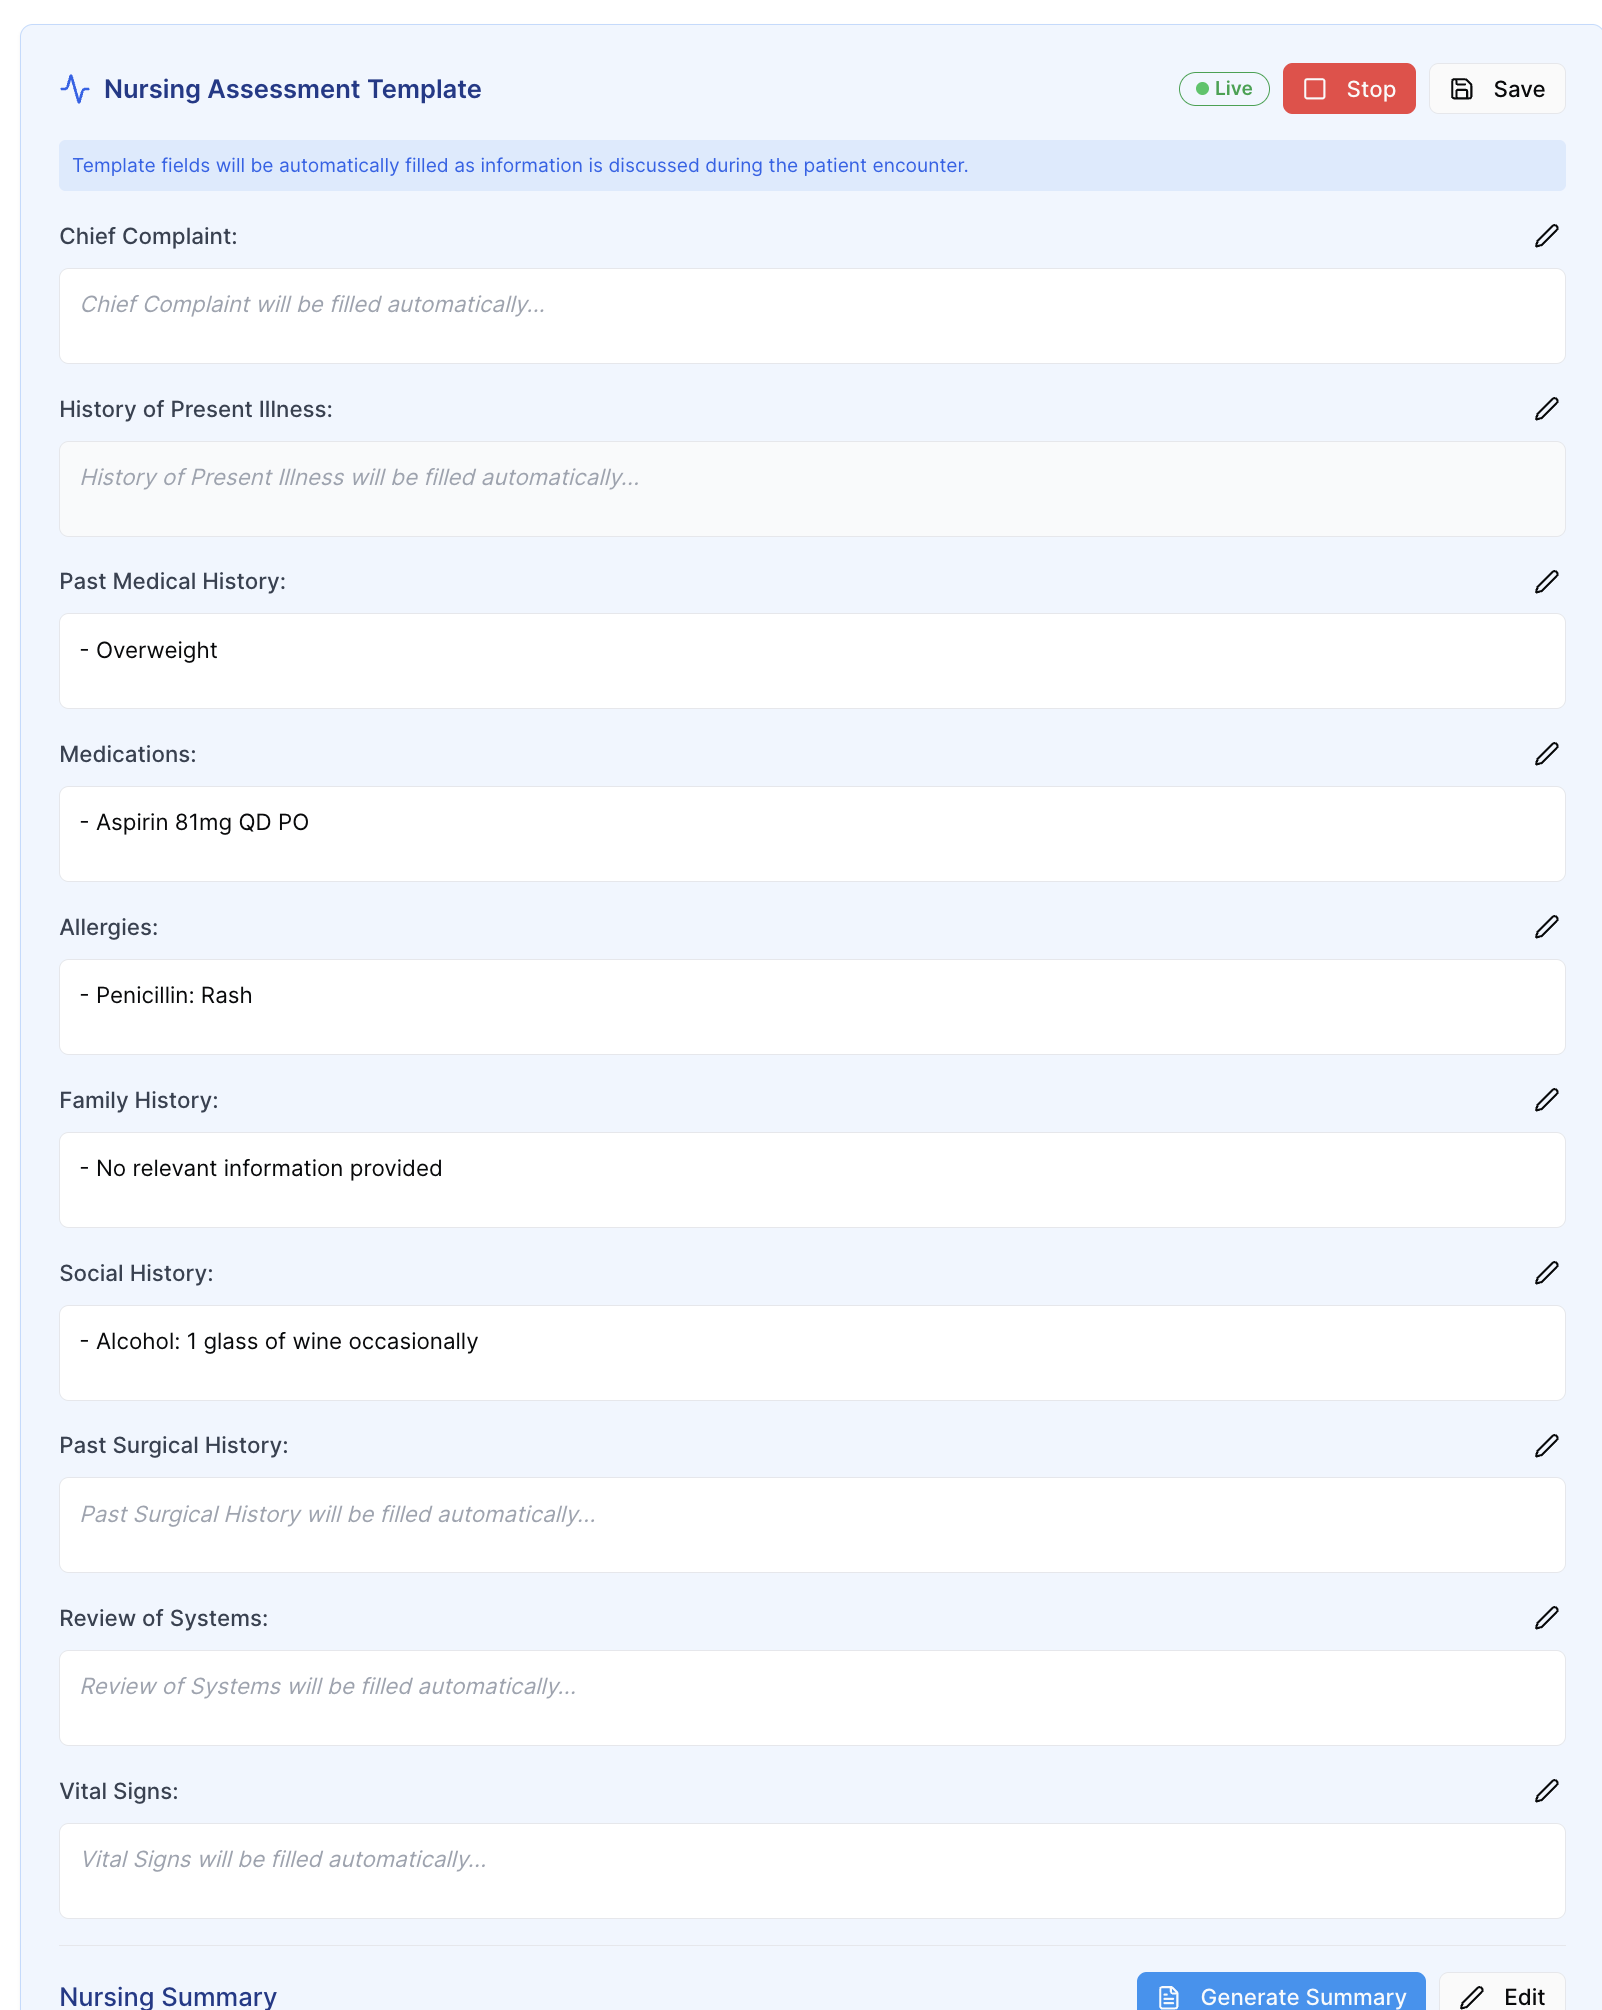 Nursing Assessment Template
Live
Stop
Save
Template fields will be automatically filled as information is discussed during the patient encounter.
Chief Complaint:
Chief Complaint will be filled automatically...
History of Present Illness:
History of Present Illness will be filled automatically...
Past Medical History:
- Overweight
Medications:
- Aspirin 81mg QD PO
Allergies:
- Penicillin: Rash
Family History:
- No relevant information provided
Social History:
- Alcohol: 1 glass of wine occasionally
Past Surgical History:
Past Surgical History will be filled automatically...
Review of Systems:
Review of Systems will be filled automatically...
Vital Signs:
Vital Signs will be filled automatically...
Nursing Summary
Generate Summary
Edit